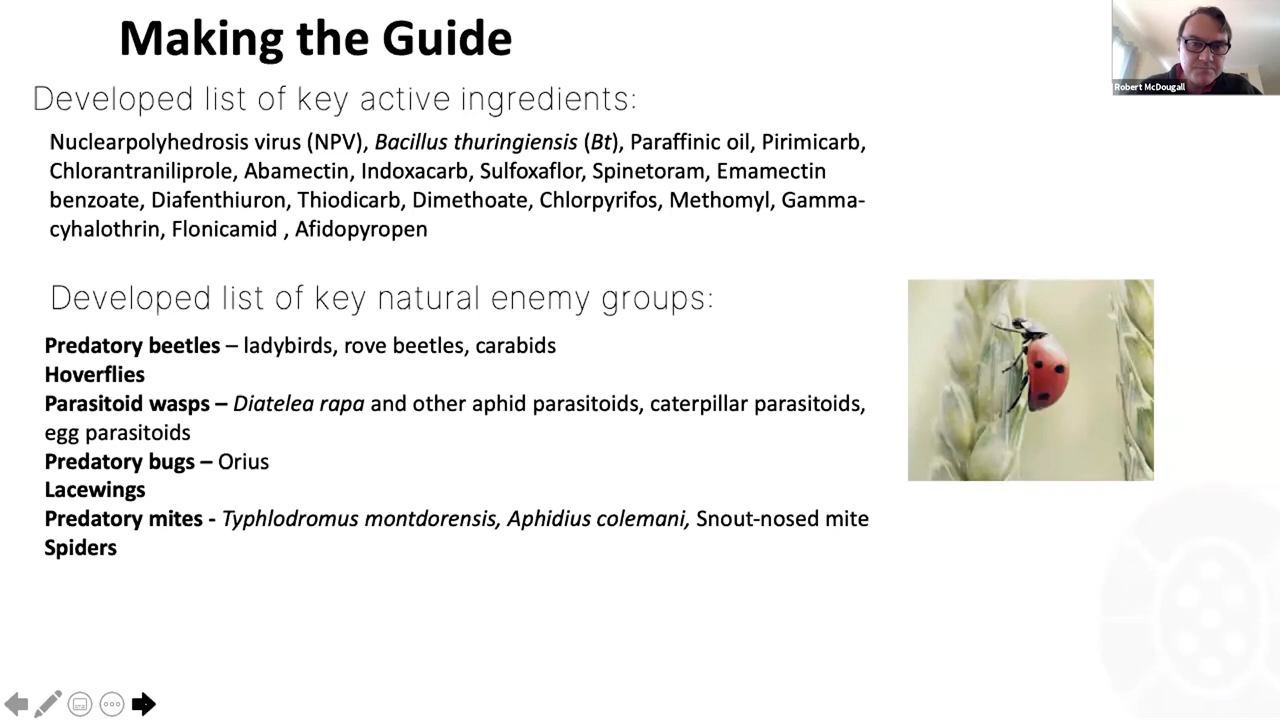 Making the Guide
Robert McDougall
Developed list of key active ingredients:
Nuclearpolyhedrosis virus (NPV), Bacillus thuringiensis (Bt), Paraffinic oil, Pirimicarb,
Chlorantraniliprole, Abamectin, Indoxacarb, Sulfoxaflor, Spinetoram, Emamectin
benzoate, Diafenthiuron, Thiodicarb, Dimethoate, Chlorpyrifos, Methomyl, Gamma-
cyhalothrin, Flonicamid , Afidopyropen
Developed list of key natural enemy groups:
Predatory beetles – ladybirds, rove beetles, carabids
Hoverflies
Parasitoid wasps – Diatelea rapa and other aphid parasitoids, caterpillar parasitoids,
egg parasitoids
Predatory bugs – Orius
Lacewings
Predatory mites - Typhlodromus montdorensis, Aphidius colemani, Snout-nosed mite
Spiders